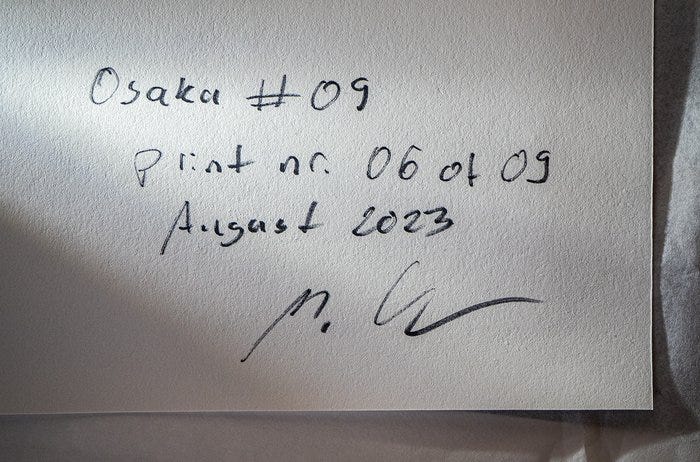 Osaka #09
print nr. 06 of 09
August 2023